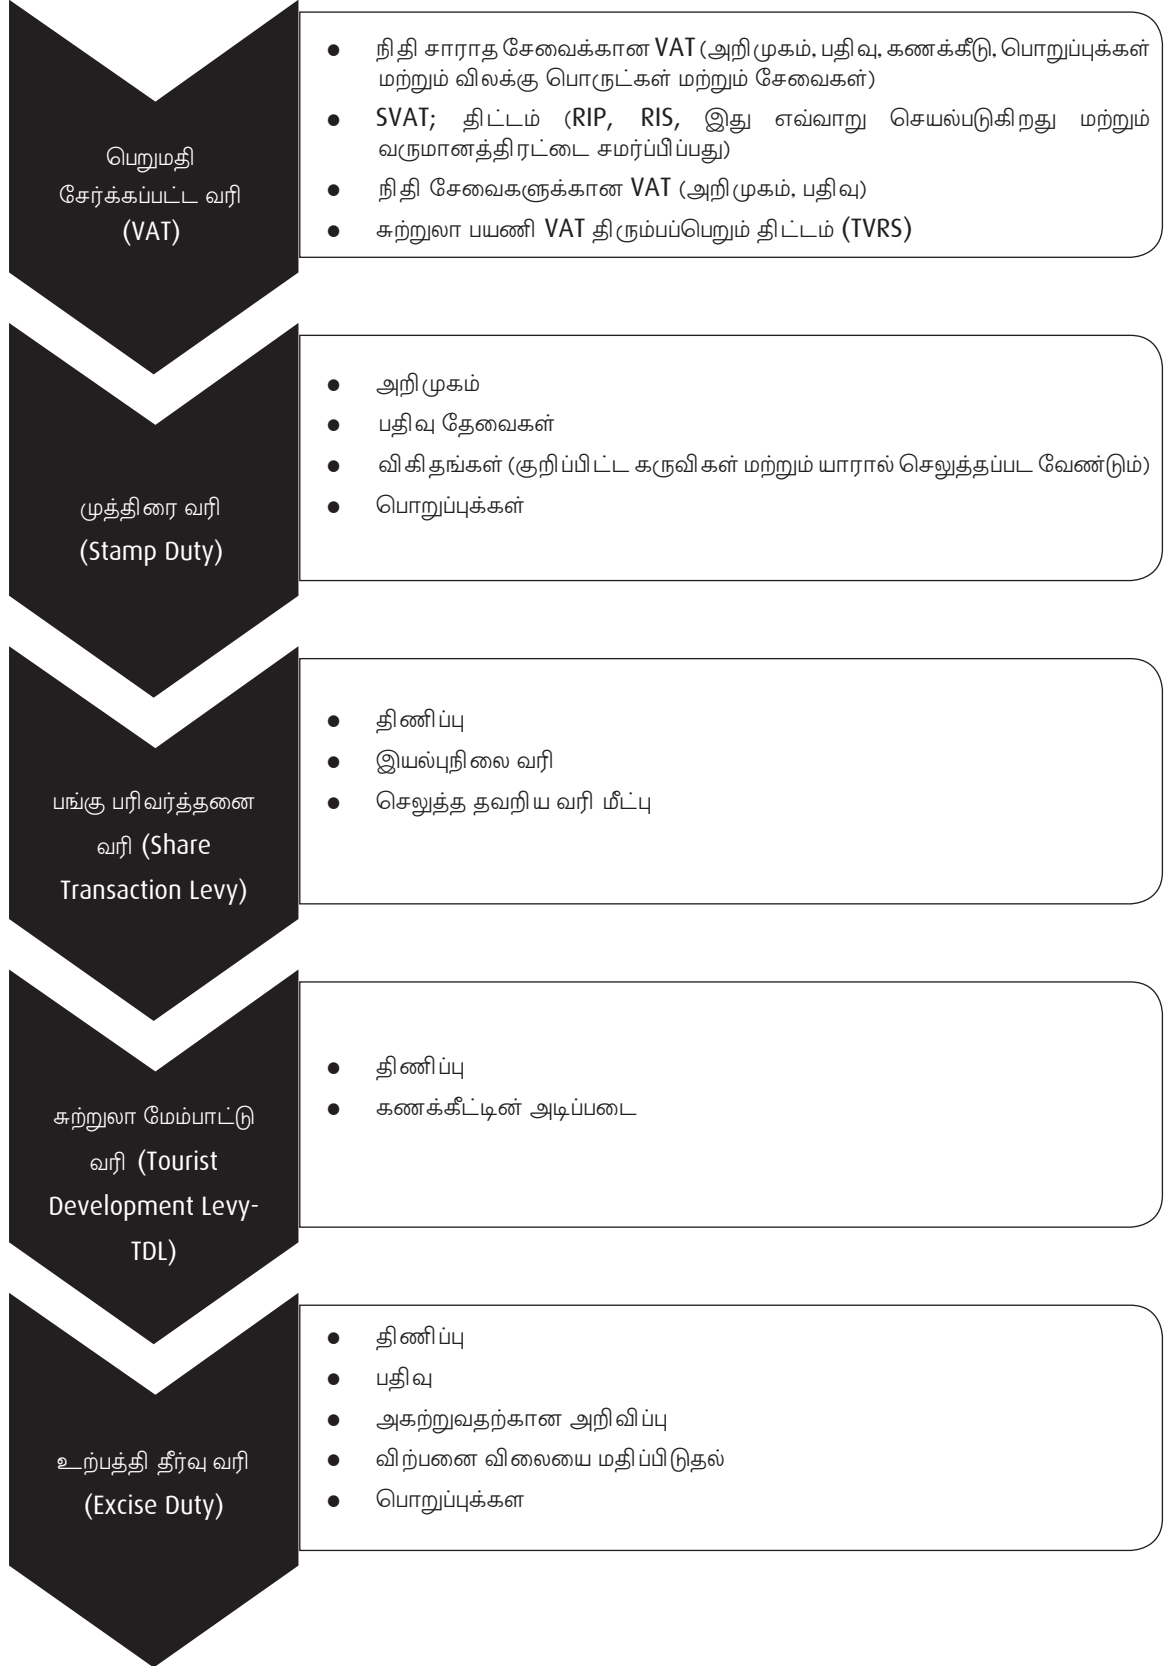 பெறுமதி
சேர்க்கப்பட்ட வரி
(VAT)
● நிதி சாராத சேவைக்கான VAT (அறிமுகம், பதிவு, கணக்கீடு, பொறுப்புக்கள்
மற்றும் விலக்கு பொருட்கள் மற்றும் சேவைகள்)
● SVAT; திட்டம் (RIP, RIS, இது எவ்வாறு செயல்படுகிறது மற்றும்
வருமானத்திரட்டை சமர்ப்பிப்பது)
● நிதி சேவைகளுக்கான VAT (அறிமுகம், பதிவு)
● சுற்றுலா பயணி VAT திரும்பப்பெறும் திட்டம் (TVRS)
முத்திரை வரி
(Stamp Duty)
● அறிமுகம்
● பதிவு தேவைகள்
● விகிதங்கள் (குறிப்பிட்ட கருவிகள் மற்றும் யாரால் செலுத்தப்பட வேண்டும்)
● பொறுப்புக்கள்
பங்கு பரிவர்த்தனை
வரி (Share
Transaction Levy)
● திணிப்பு
● இயல்புநிலை வரி
● செலுத்த தவறிய வரி மீட்பு
சுற்றுலா மேம்பாட்டு
வரி (Tourist
Development Levy-
TDL)
● திணிப்பு
● கணக்கீட்டின் அடிப்படை
உற்பத்தி தீர்வு வரி
(Excise Duty)
● திணிப்பு
● பதிவு
● அகற்றுவதற்கான அறிவிப்பு
● விற்பனை விலையை மதிப்பிடுதல்
● பொறுப்புக்கள